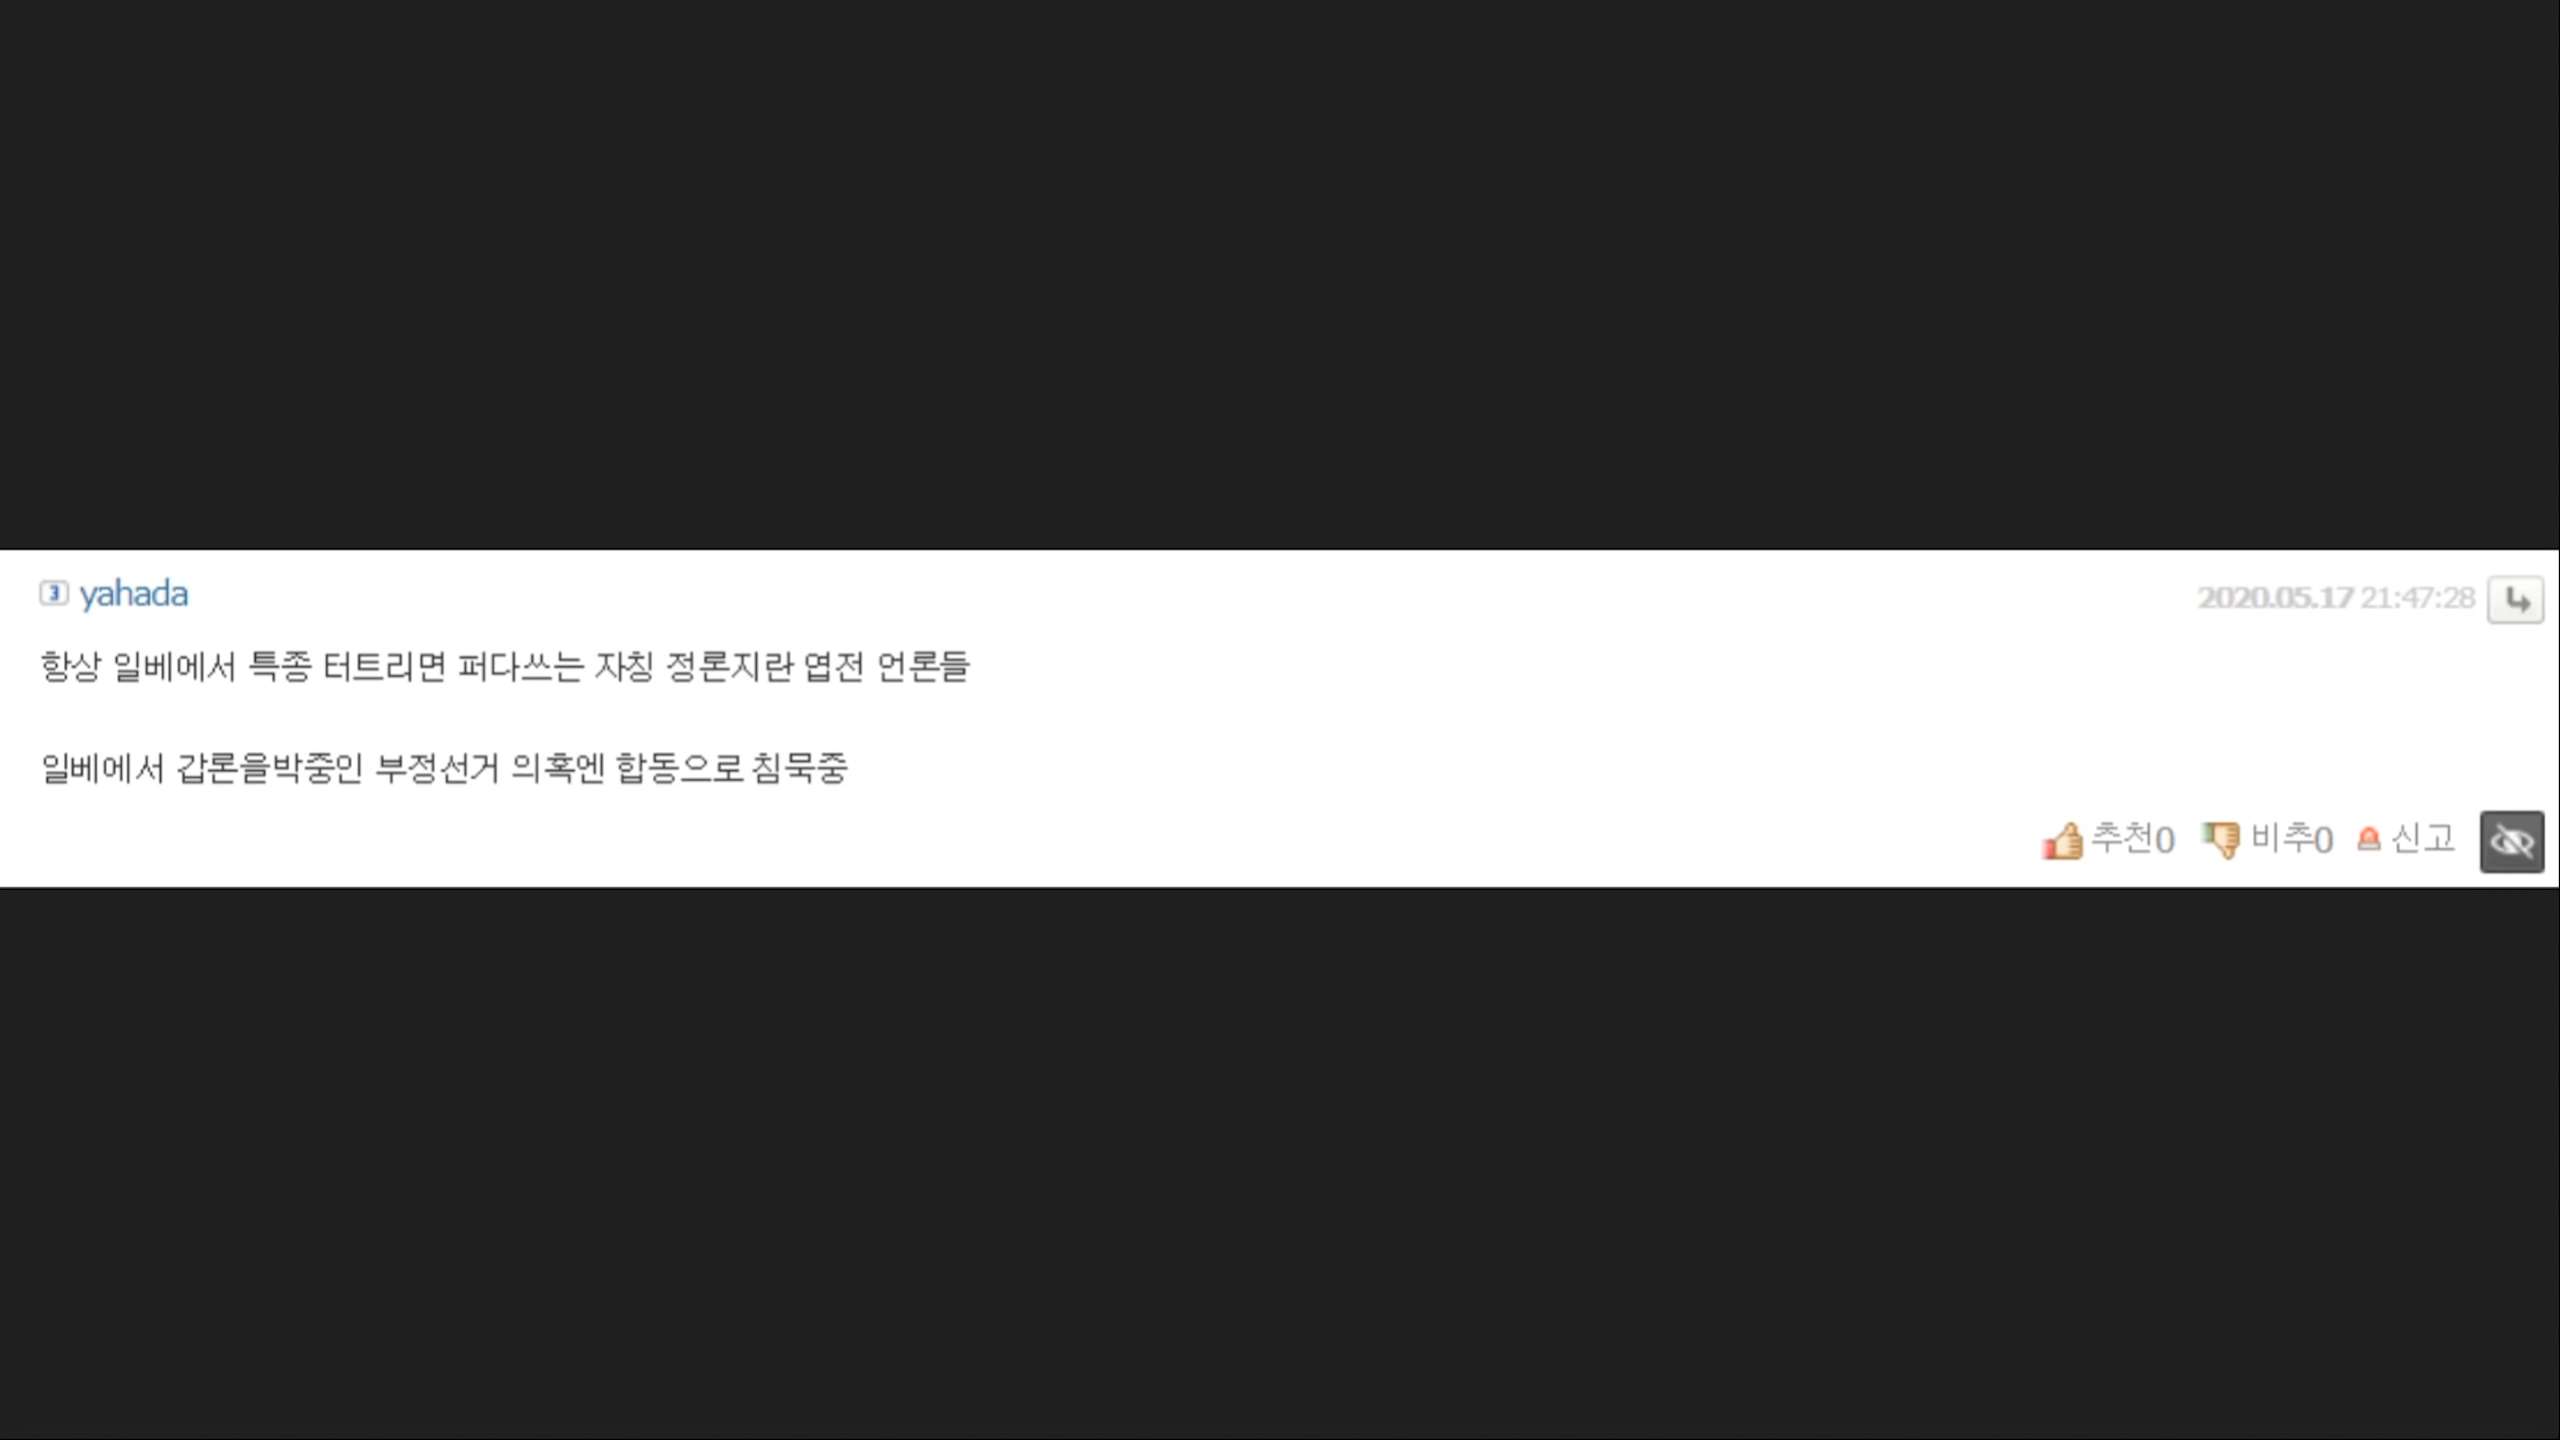 3 yahada 2020.05.17 21:47:28
항상 일베에서 특종 터트리면 퍼다쓰는 자칭 정론지란 엽전 언론들
일베에서 갑론을박중인 부정선거 의혹엔 합동으로 침묵중
추천0 비추0 신고